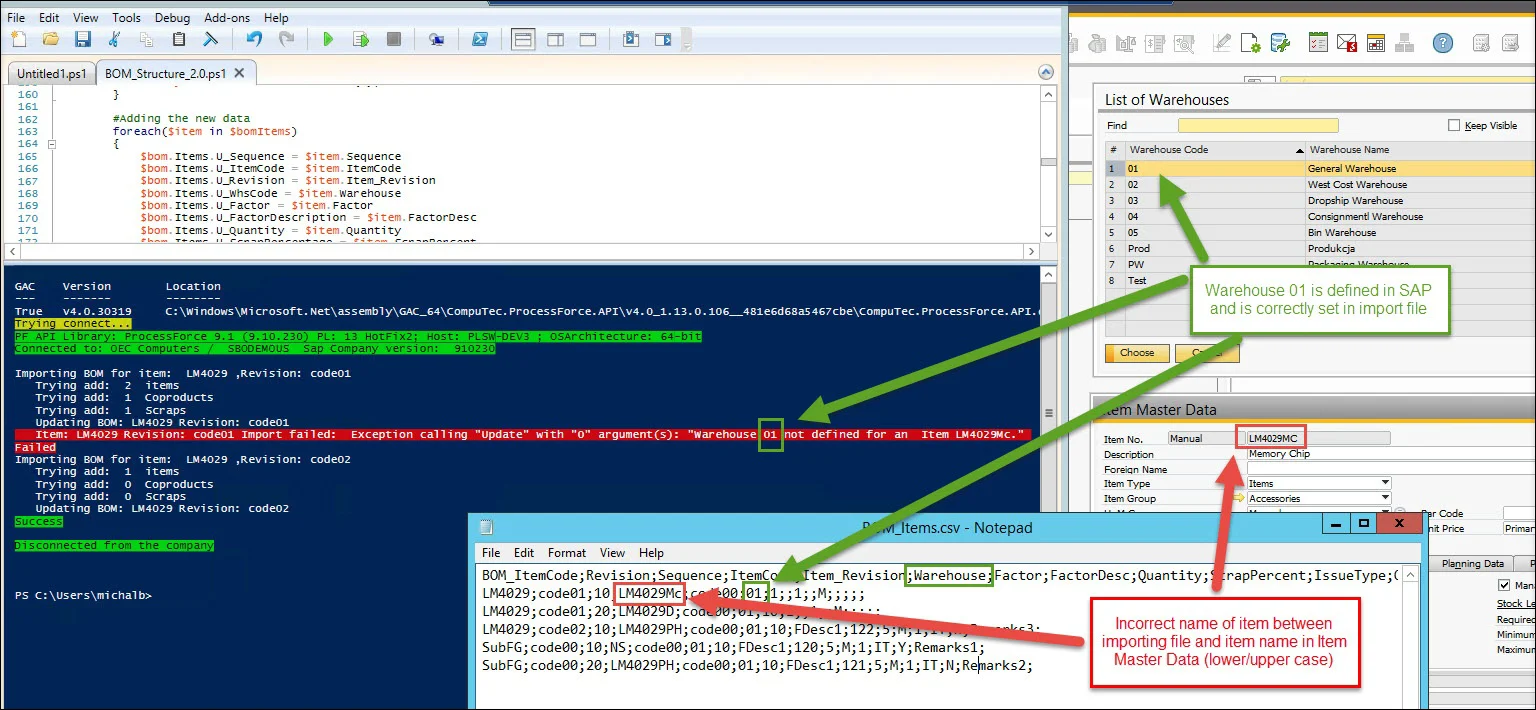 File Edit View Tools Debug Add-ons Help
Untitled1.ps1 BOM_Structure_2.0.ps1 X
160 }
161
162 #Adding the new data
163 foreach($item in $bomItems)
164 {
165 $bom.Items.U_Sequence = $item.Sequence
166 $bom.Items.U_ItemCode = $item.ItemCode
167 $bom.Items.U_Revision = $item.Item_Revision
168 $bom.Items.U_WhsCode = $item.Warehouse
169 $bom.Items.U_Factor = $item.Factor
170 $bom.Items.U_FactorDescription = $item.FactorDesc
171 $bom.Items.U_Quantity = $item.Quantity
172 $bom.Items.U_ScrapPercentage = $item.ScrapPercent
GAC Version Location
--- ------- --------
True v4.0.30319 C:\Windows\Microsoft.Net\assembly\GAC_64\CompuTec.ProcessForce.API\v4.0_1.13.0.106__481e6d68a5467cbe\CompuTec.ProcessForce.API.
Trying connect...
PF API Library: ProcessForce 9.1 (9.10.230) PL: 13 HotFix2; Host: PLSW-DEV3 ; OSArchitecture: 64-bit
Connected to: OEC Computers / SBODEMOUS Sap Company version: 910230
Importing BOM for item: LM4029 ,Revision: code01
Trying add: 2 items
Trying add: 1 Coproducts
Trying add: 1 Scraps
Updating BOM: LM4029 Revision: code01
Item: LM4029 Revision: code01 Import failed: Exception calling "Update" with "0" argument(s): "Warehouse 01 not defined for an Item LM4029Mc."
Failed
Importing BOM for item: LM4029 ,Revision: code02
Trying add: 1 items
Trying add: 0 Coproducts
Trying add: 0 Scraps
Updating BOM: LM4029 Revision: code02
Success
Disconnected from the company
PS C:\Users\michalb>
List of Warehouses
Find
Keep Visible
# Warehouse Code Warehouse Name
1 01 General Warehouse
2 02 West Cost Warehouse
3 03 Dropship Warehouse
4 04 Consignmentl Warehouse
5 05 Bin Warehouse
6 Prod Produkcja
7 PW Packaging Warehouse
8 Test
Choose
Warehouse 01 is defined in SAP
and is correctly set in import file
Item Master Data
Item No. Manual LM4029MC
Description Memory Chip
Foreign Name
Item Type Items
Item Group Accessories
Bar Code
Unit Price Primar
Planning Data
Man
Stock Le
Required
Minimum
Maximum
BOM_Items.csv - Notepad
File Edit Format View Help
BOM_ItemCode;Revision;Sequence;ItemCode;Item_Revision;Warehouse;Factor;FactorDesc;Quantity;ScrapPercent;IssueType;
LM4029;code01;10;LM4029Mc;code00;01;1;;1;;M;;;;;
LM4029;code01;20;LM4029D;code00;01;
LM4029;code02;10;LM4029PH;code00;01;10;FDesc1;122;5;M;1;IT;N;Remarks3;
SubFG;code00;10;NS;code00;01;10;FDesc1;120;5;M;1;IT;Y;Remarks1;
SubFG;code00;20;LM4029PH;code00;01;10;FDesc1;121;5;M;1;IT;N;Remarks2;
Incorrect name of item between
importing file and item name in Item
Master Data (lower/upper case)